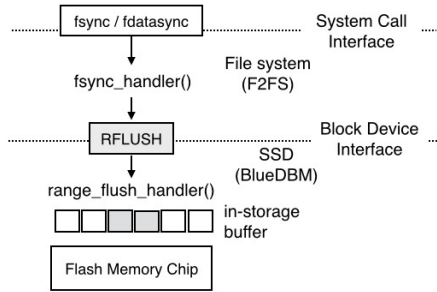 fsync / fdatasync
System Call
Interface
File system
(F2FS)
fsync_handler()
Block Device
Interface
RFLUSH
SSD
(BlueDBM)
range_flush_handler()
in-storage
buffer
Flash Memory Chip